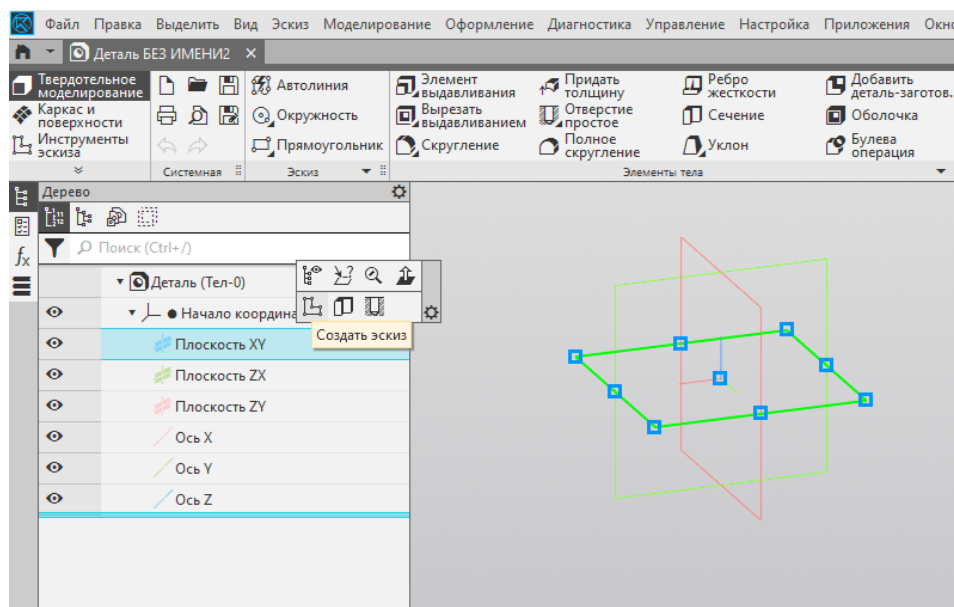 Файл Правка Выделить Вид Эскиз Моделирование Оформление Диагностика Управление Настройка Приложения Окно
Деталь БЕЗ ИМЕНИ2 ×
Твердотельное моделирование
Каркас и поверхности
Инструменты эскиза
Системная
Автолиния
Окружность
Прямоугольник
Эскиз
Элемент выдавливания
Вырезать выдавливанием
Скругление
Придать толщину
Отверстие простое
Полное скругление
Ребро жесткости
Сечение
Уклон
Добавить деталь-заготов...
Оболочка
Булева операция
Элементы тела
Дерево
fx
Поиск (Ctrl+/)
Деталь (Тел-0)
Начало координа
Создать эскиз
Плоскость XY
Плоскость ZX
Плоскость ZY
Ось X
Ось Y
Ось Z